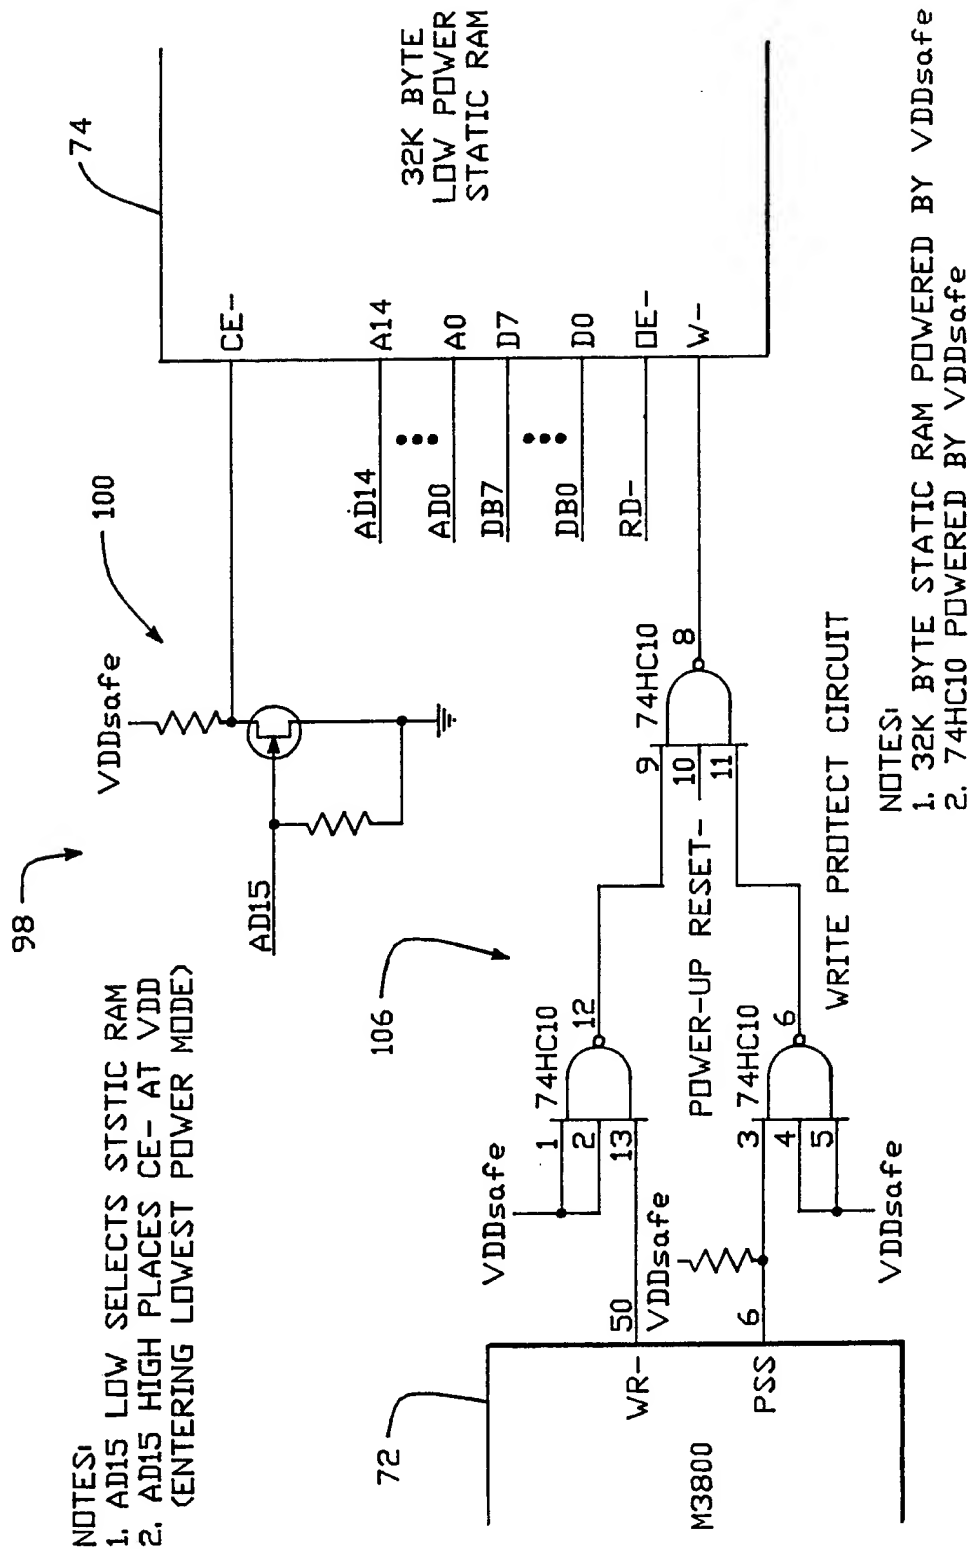 NOTES:
1. AD15 LOW SELECTS STSTIC RAM
2. AD15 HIGH PLACES CE- AT VDD
(ENTERING LOWEST POWER MODE)
98
100
74
VDDsafe
AD15
CE-
32K BYTE
LOW POWER
STATIC RAM
AD14
A14
AD0
A0
DB7
D7
DB0
D0
RD-
OE-
W-
106
VDDsafe
1
2
13
74HC10
12
9
10
11
74HC10
8
POWER-UP RESET-
72
WR-
50
VDDsafe
PSS
6
3
4
5
74HC10
6
VDDsafe
M3800
WRITE PROTECT CIRCUIT
NOTES:
1. 32K BYTE STATIC RAM POWERED BY VDDsafe
2. 74HC10 POWERED BY VDDsafe